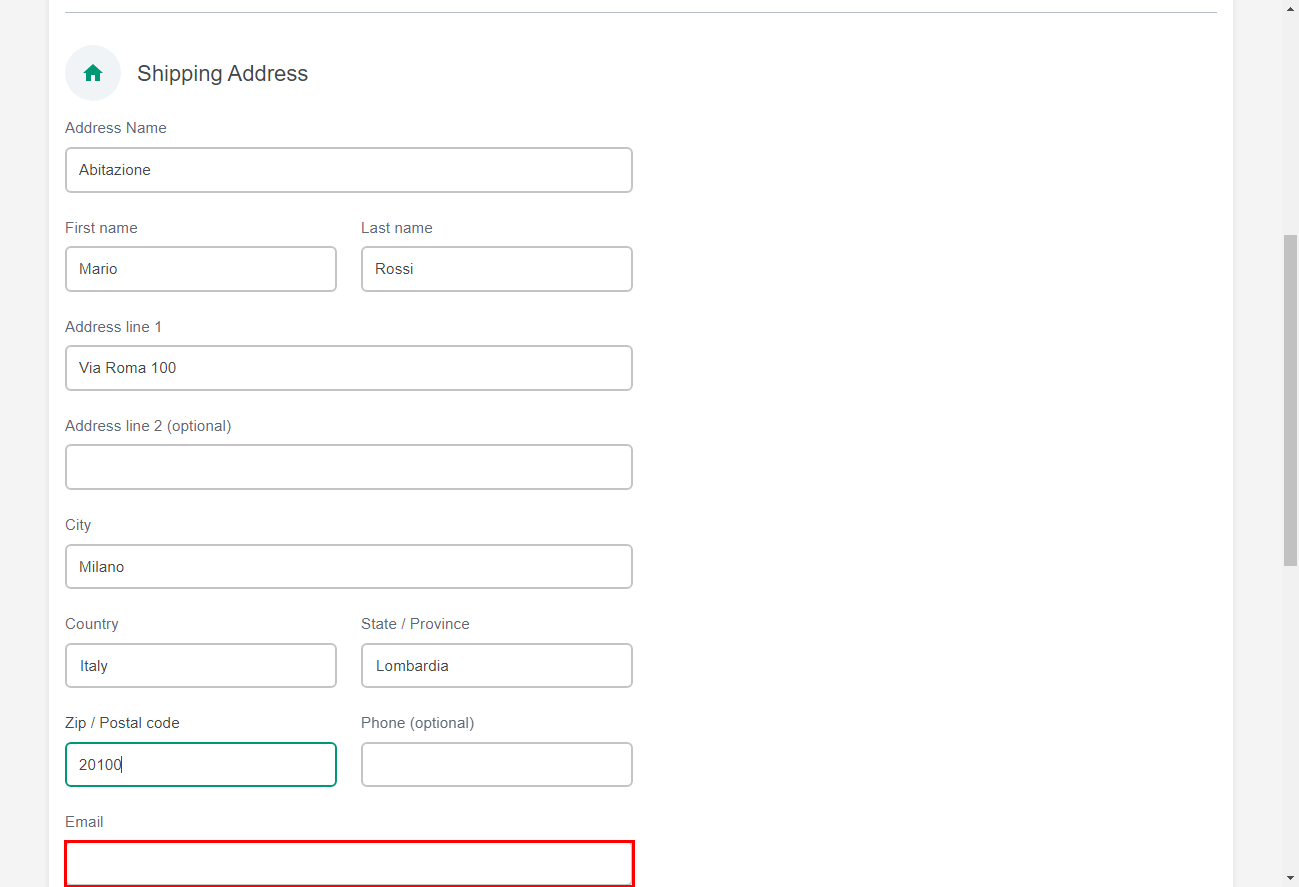 Shipping Address
Address Name
Abitazione
First name Last name
Mario Rossi
Address line 1
Via Roma 100
Address line 2 (optional)
City
Milano
Country State / Province
Italy Lombardia
Zip / Postal code Phone (optional)
20100
Email